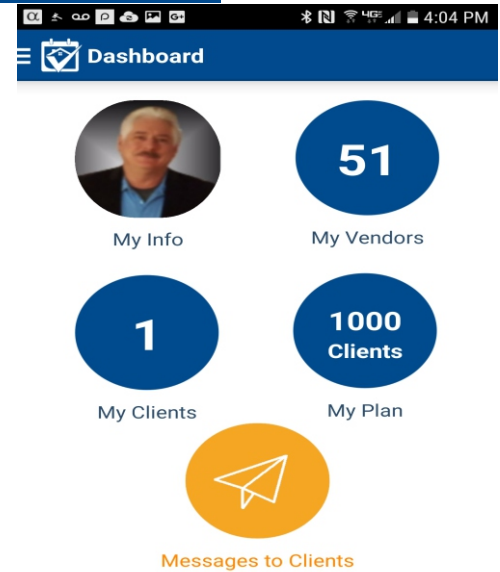 4:04 PM
Dashboard
51
My Info
My Vendors
1
1000
Clients
My Clients
My Plan
Messages to Clients